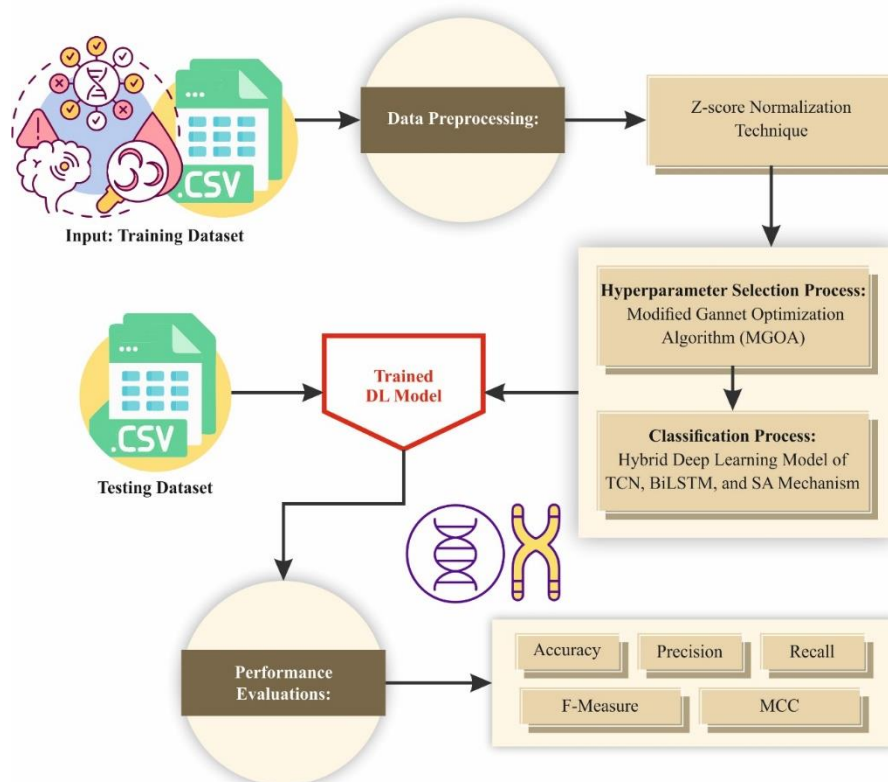 .CSV
Input: Training Dataset
Data Preprocessing:
Z-score Normalization
Technique
Hyperparameter Selection Process:
Modified Gannet Optimization
Algorithm (MGOA)
Classification Process:
Hybrid Deep Learning Model of
TCN, BiLSTM, and SA Mechanism
Trained
DL Model
.CSV
Testing Dataset
Performance
Evaluations:
Accuracy
Precision
Recall
F-Measure
MCC